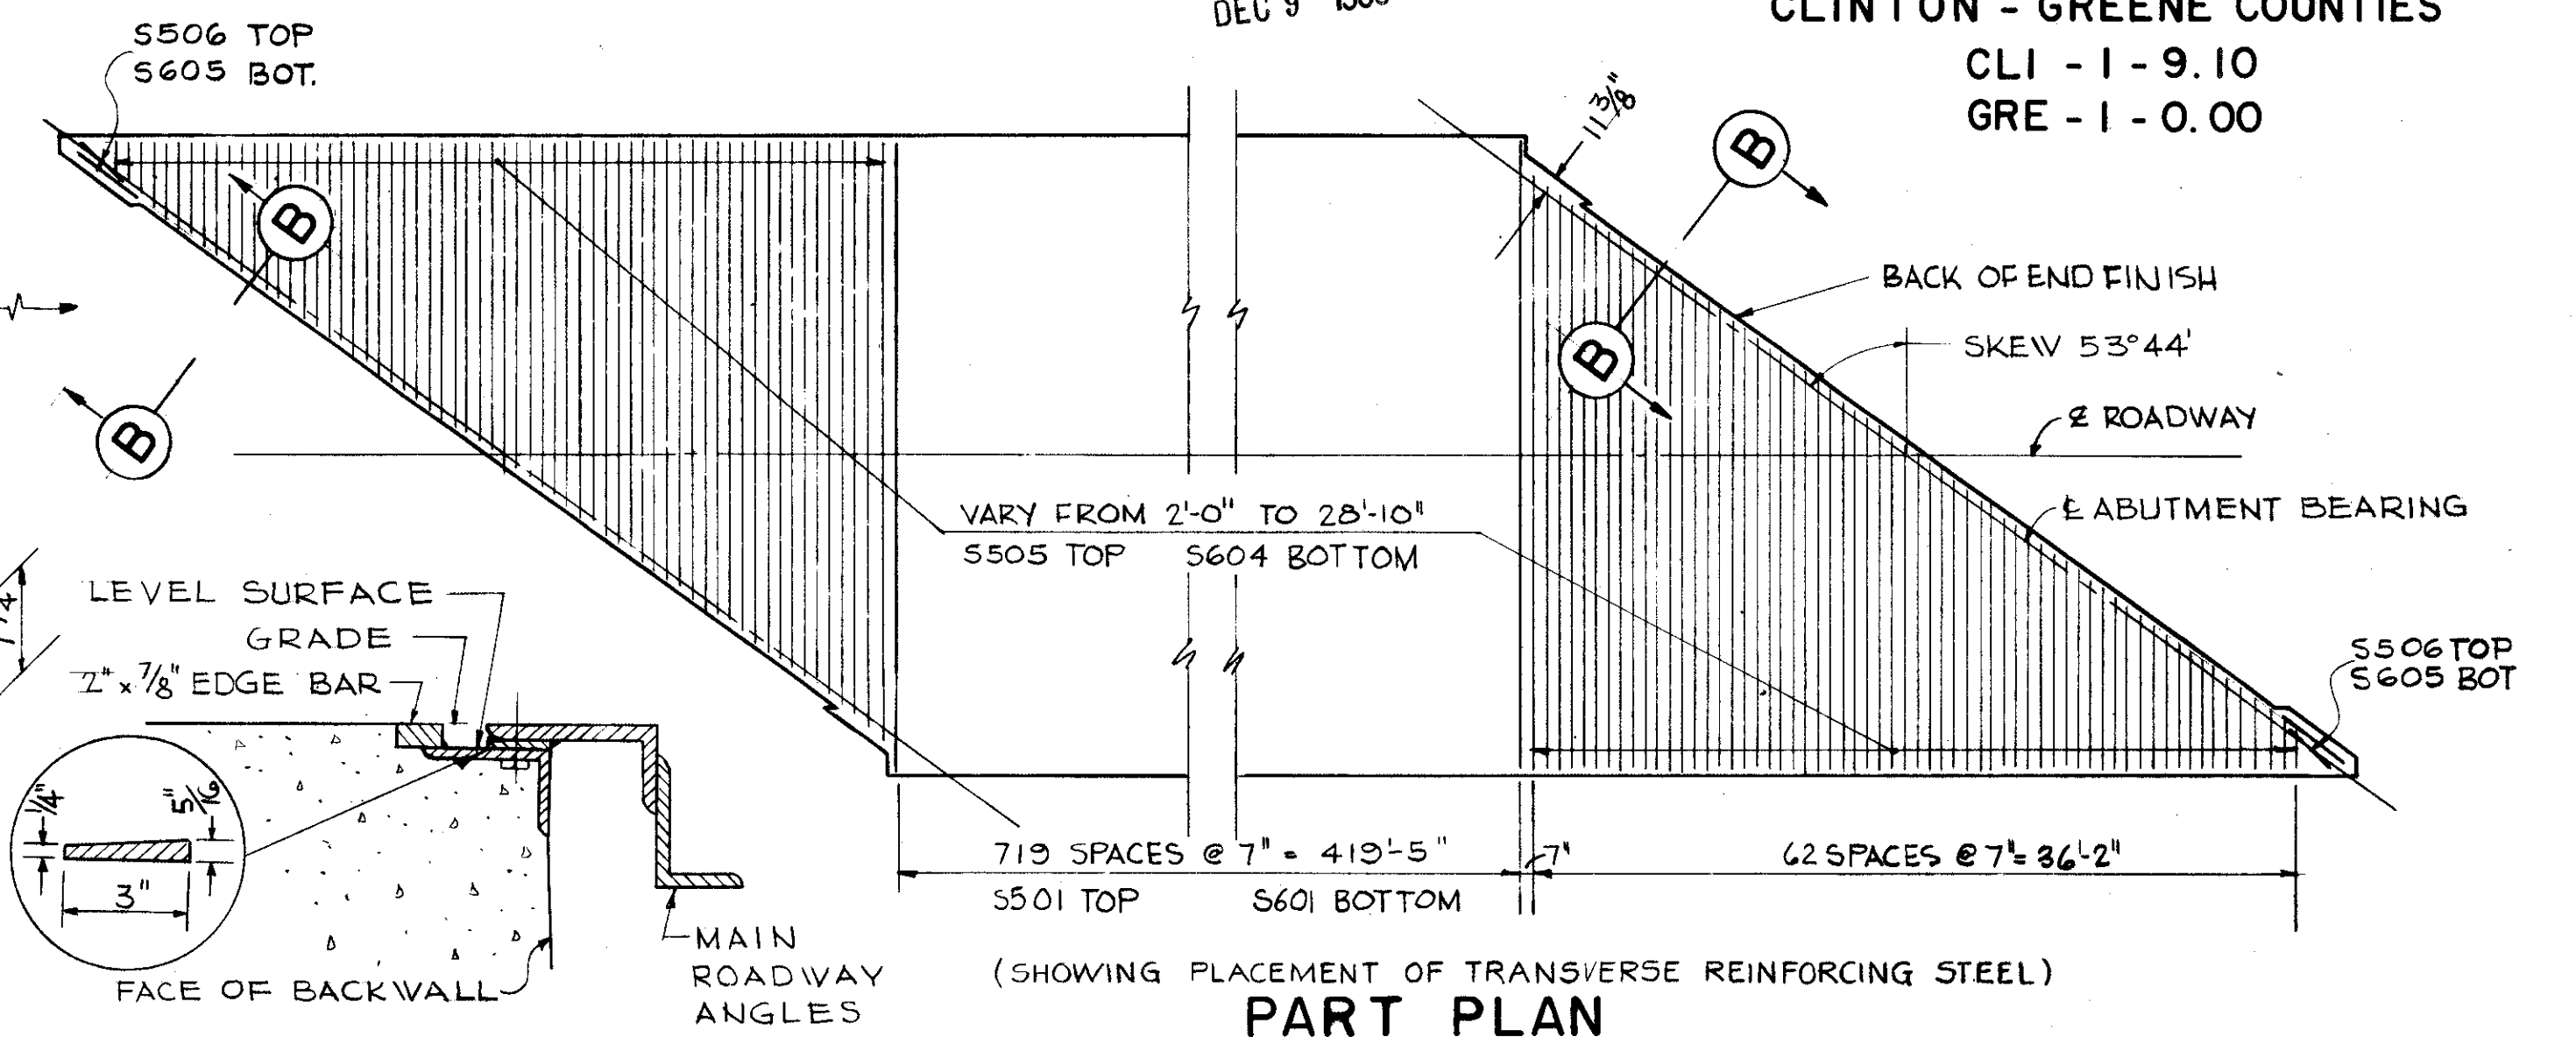 DEC 9
CLINTON - GREENE COUNTIES
CLI - 1 - 9.10
GRE - 1 - 0.00
S506 TOP
S605 BOT.
11 3/8"
B
B
B
B
BACK OF END FINISH
SKEW 53°44'
℄ ROADWAY
℄ ABUTMENT BEARING
VARY FROM 2'-0" TO 28'-10"
S505 TOP S604 BOTTOM
LEVEL SURFACE
GRADE
2" x 7/8" EDGE BAR
S506 TOP
S605 BOT
1/4"
5/16"
3"
719 SPACES @ 7" = 419'-5"
7"
62 SPACES @ 7" = 36'-2"
S501 TOP S601 BOTTOM
MAIN
ROADWAY
ANGLES
FACE OF BACKWALL
(SHOWING PLACEMENT OF TRANSVERSE REINFORCING STEEL)
PART PLAN